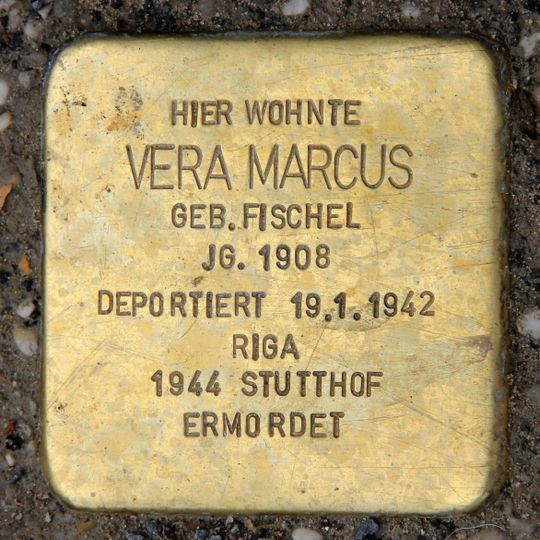 HIER WOHNTE
VERA MARCUS
GEB. FISCHEL
JG. 1908
DEPORTIERT 19.1.1942
RIGA
1944 STUTTHOF
ERMORDET